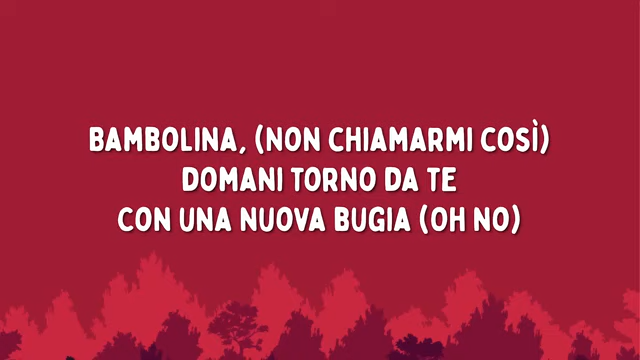 BAMBOLINA, (NON CHIAMARMI COSÌ)
DOMANI TORNO DA TE
CON UNA NUOVA BUGIA (OH NO)